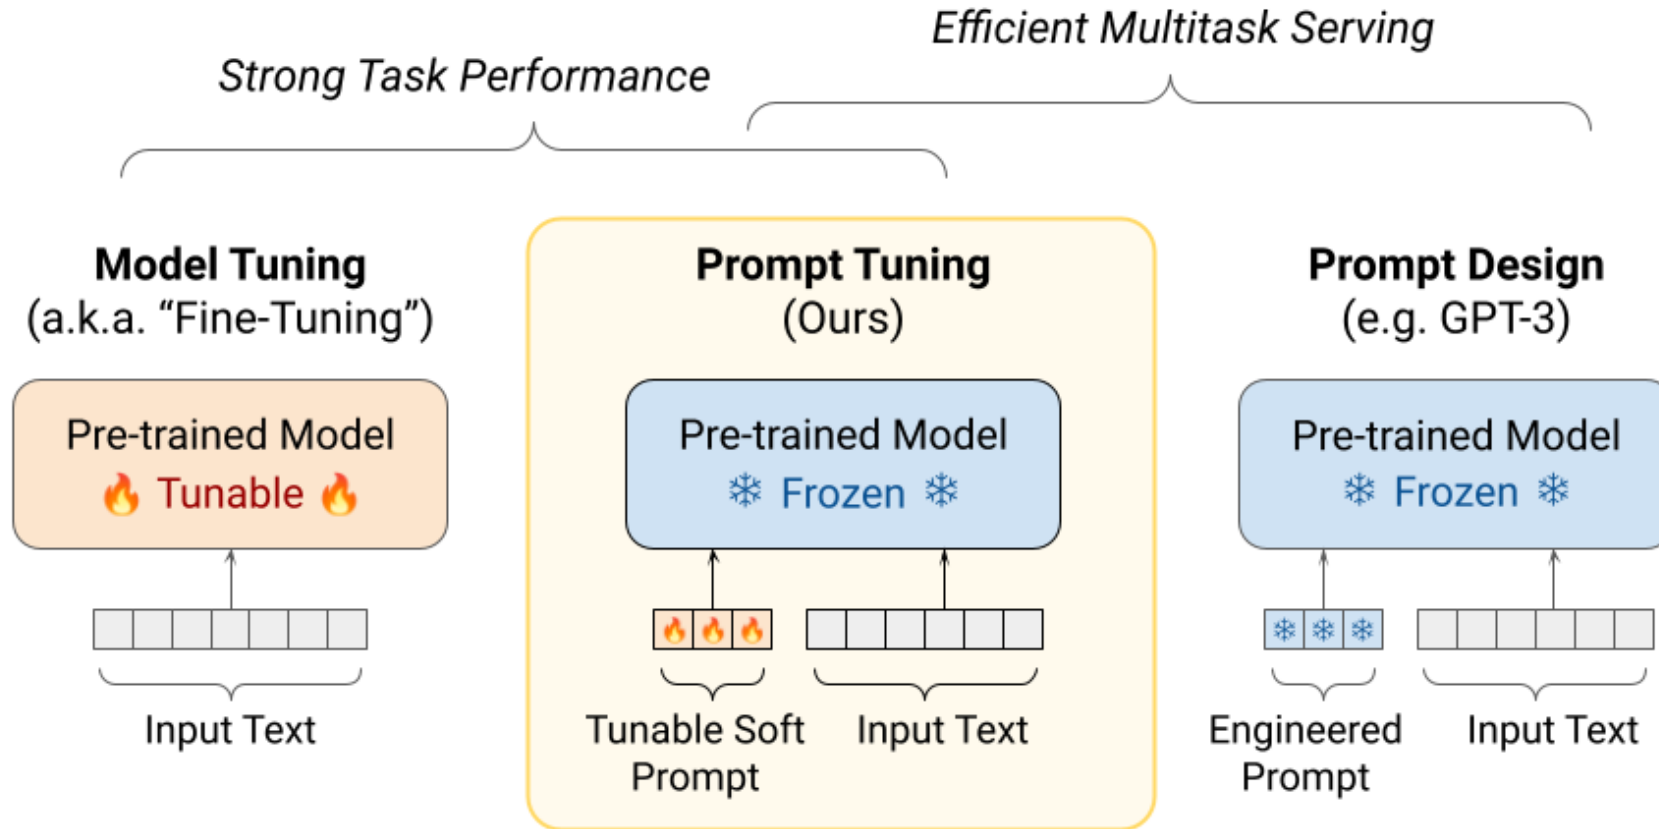 Efficient Multitask Serving
Strong Task Performance
Model Tuning
(a.k.a. “Fine-Tuning”)
Pre-trained Model
Tunable
Input Text
Prompt Tuning
(Ours)
Pre-trained Model
Frozen
Tunable Soft
Prompt
Input Text
Prompt Design
(e.g. GPT-3)
Pre-trained Model
Frozen
Engineered
Prompt
Input Text